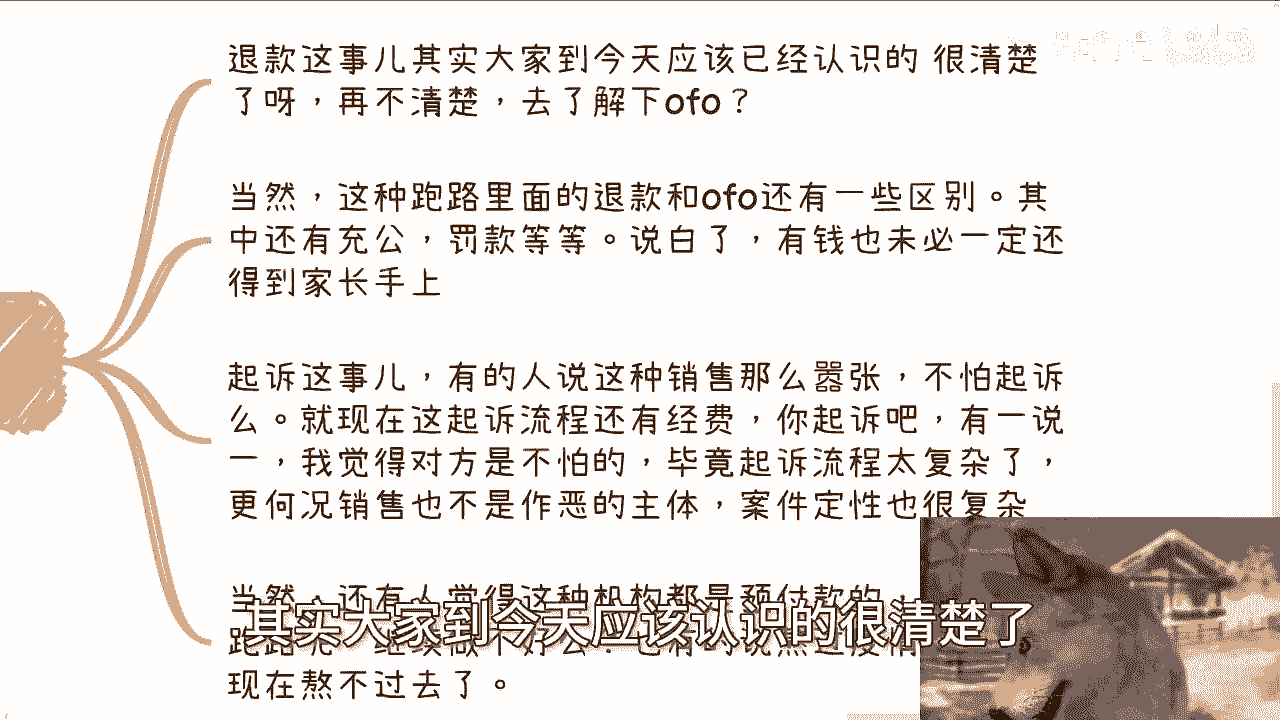 退款这事儿其实大家到今天应该已经认识的 很清楚
了呀，再不清楚，去了解下ofo？
当然，这种跑路里面的退款和ofo还有一些区别。其
中还有充公，罚款等等。说白了，有钱也未必一定还
得到家长手上
起诉这事儿，有的人说这种销售那么嚣张，不怕起诉
么。就现在这起诉流程还有经费，你起诉吧，有一说
一，我觉得对方是不怕的，毕竟起诉流程太复杂了，
更何况销售也不是作恶的主体，案件定性也很复杂
当然，还有人觉得这种机构都是预付款的，
其实大家到今天应该认识的很清楚了
现在熬不过去了。